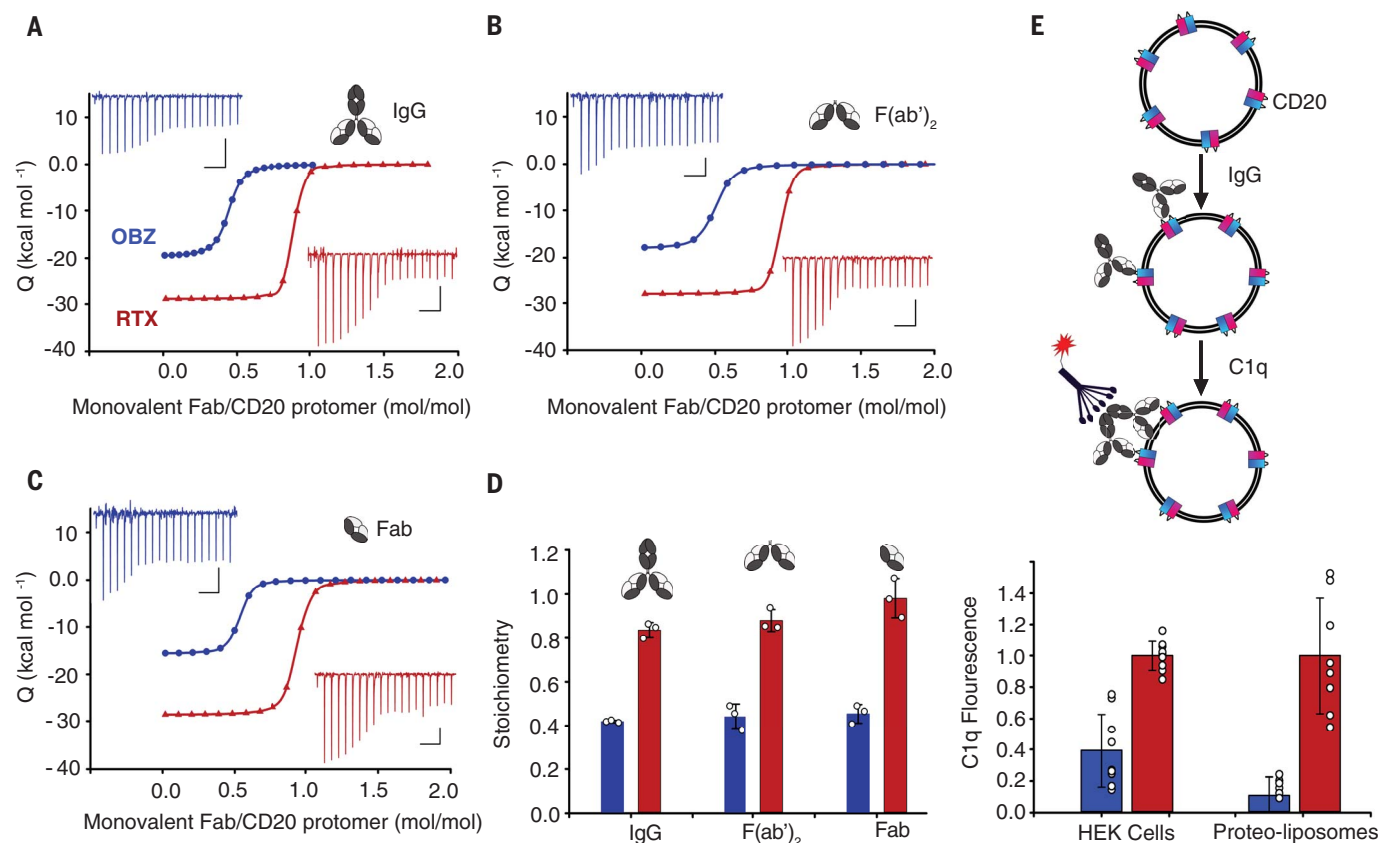 A
IgG
OBZ
RTX
Q (kcal mol -1)
10
0.0
-10
-20
-30
-40
0.0 0.5 1.0 1.5 2.0
Monovalent Fab/CD20 protomer (mol/mol)
B
F(ab')2
Q (kcal mol -1)
10
0.0
-10
-20
-30
-40
0.0 0.5 1.0 1.5 2.0
Monovalent Fab/CD20 protomer (mol/mol)
C
Fab
Q (kcal mol -1)
10
0.0
-10
-20
-30
-40
0.0 0.5 1.0 1.5 2.0
Monovalent Fab/CD20 protomer (mol/mol)
D
Stoichiometry
1.2
1.0
0.8
0.6
0.4
0.2
0.0
IgG F(ab')2 Fab
E
CD20
IgG
C1q
C1q Flourescence
1.4
1.2
1.0
0.8
0.6
0.4
0.2
0.0
HEK Cells Proteo-liposomes